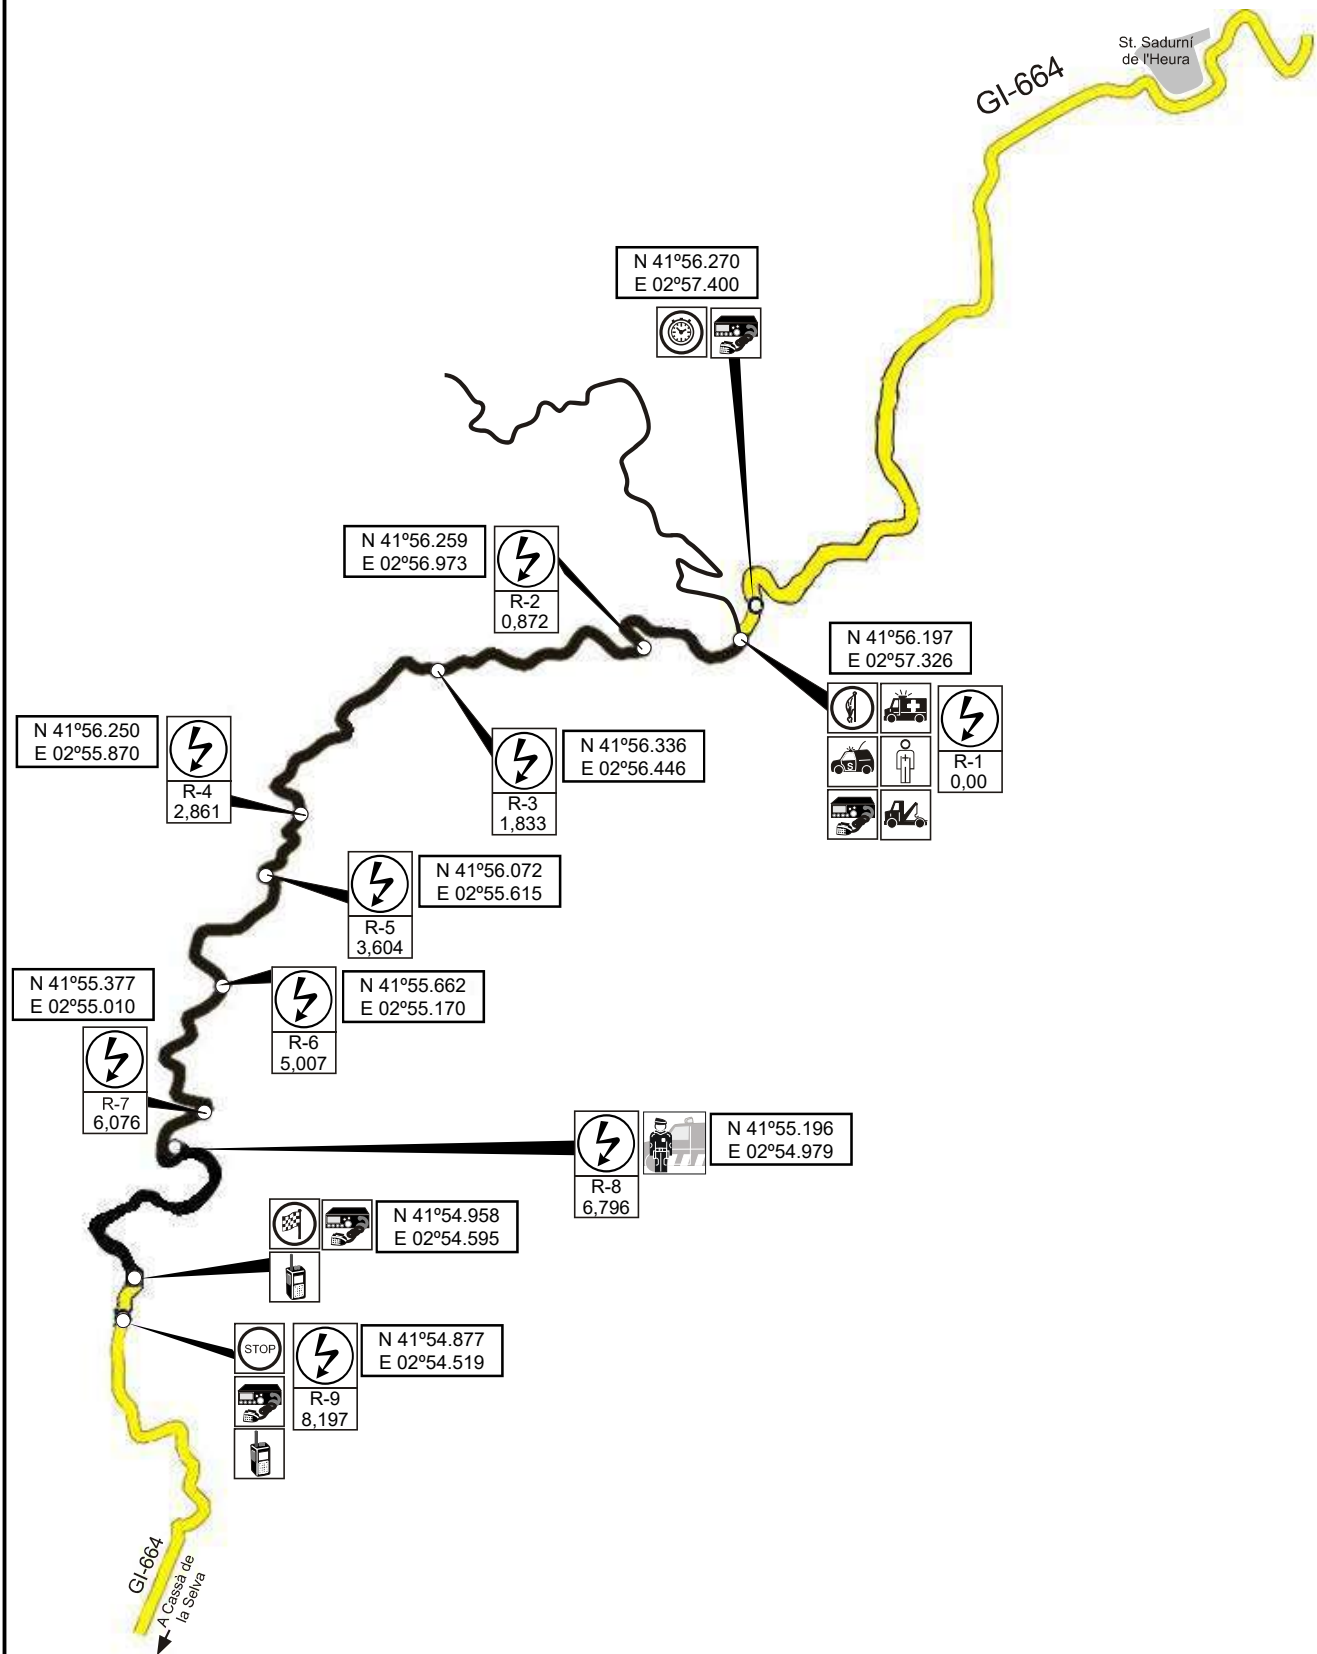 St. Sadurní
de l'Heura
GI-664
N 41º56.270
E 02º57.400
N 41º56.259
E 02º56.973
R-2
0,872
N 41º56.197
E 02º57.326
S
R-1
0,00
N 41º56.250
E 02º55.870
R-4
2,861
N 41º56.336
E 02º56.446
R-3
1,833
N 41º56.072
E 02º55.615
R-5
3,604
N 41º55.377
E 02º55.010
R-7
6,076
N 41º55.662
E 02º55.170
R-6
5,007
N 41º55.196
E 02º54.979
R-8
6,796
N 41º54.958
E 02º54.595
STOP
N 41º54.877
E 02º54.519
R-9
8,197
GI-664
A Cassà de
la Selva